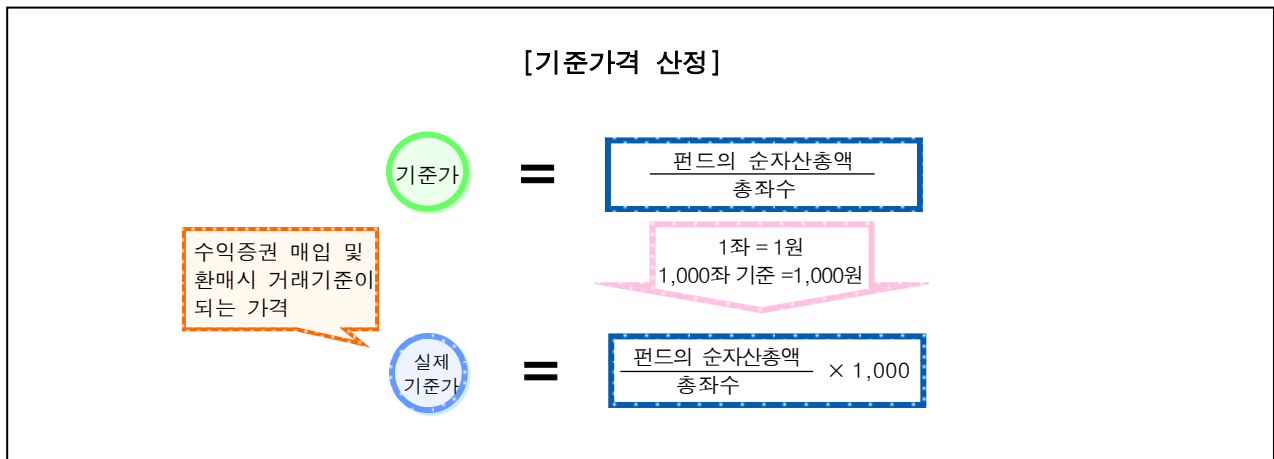 [기준가격 산정]
기준가
=
펀드의 순자산총액
총좌수
1좌 = 1원
1,000좌 기준 =1,000원
수익증권 매입 및
환매시 거래기준이
되는 가격
실제
기준가
=
펀드의 순자산총액
총좌수
× 1,000